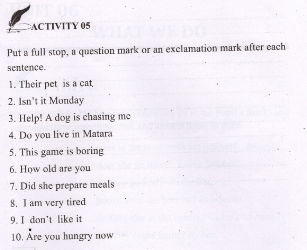 ACTIVITY 05
Put a full stop, a question mark or an exclamation mark after each
sentence.
1. Their pet is a cat
2. Isn't it Monday
3. Help! A dog is chasing me
4. Do you live in Matara
5. This game is boring
6. How old are you
7. Did she prepare meals
8. I am very tired
9. I don't like it
10. Are you hungry now